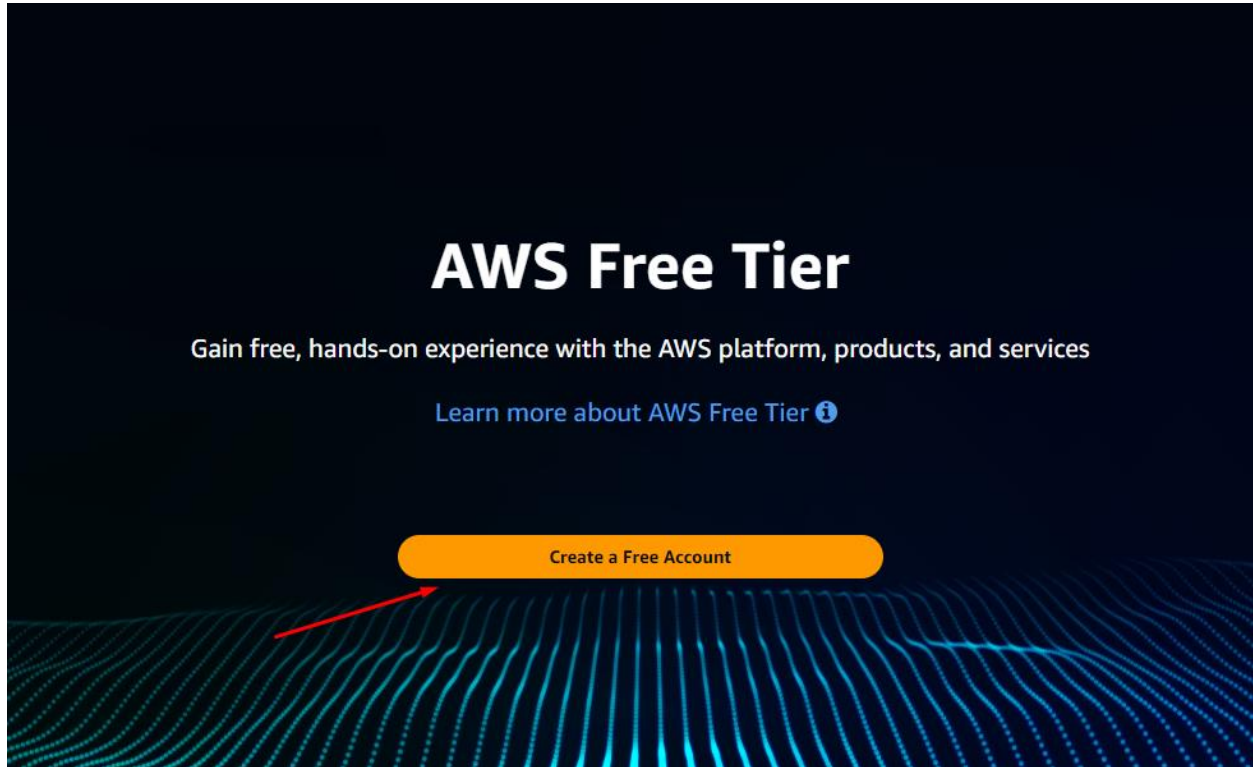 AWS Free Tier
Gain free, hands-on experience with the AWS platform, products, and services
Learn more about AWS Free Tier
Create a Free Account